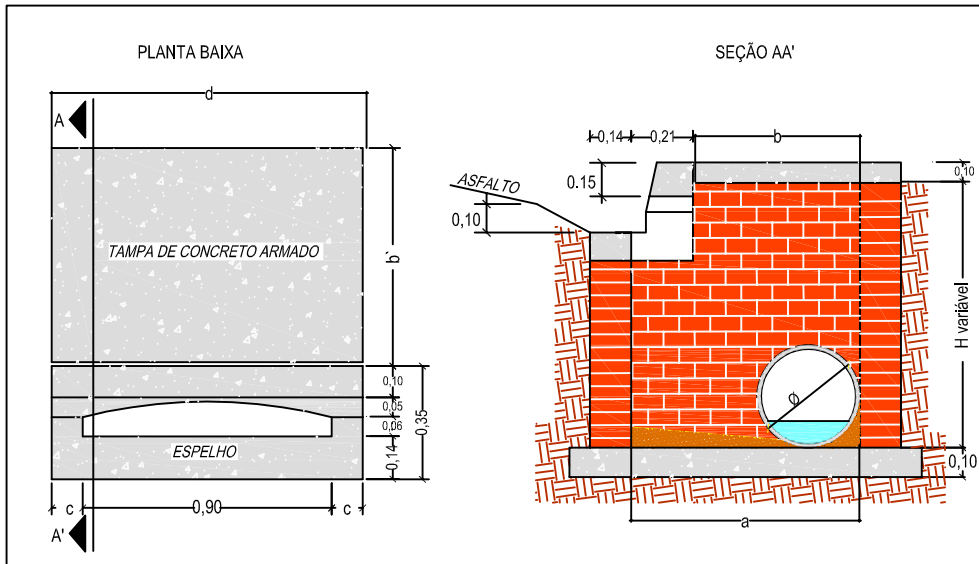 PLANTA BAIXA
d
A
TAMPA DE CONCRETO ARMADO
b`
0,10
0,05
0,06
0,14
0,35
ESPELHO
c
0,90
c
A'
SEÇÃO AA'
0,14
0,21
b
0.15
0,10
ASFALTO
0,10
H variável
Ø
0,10
a